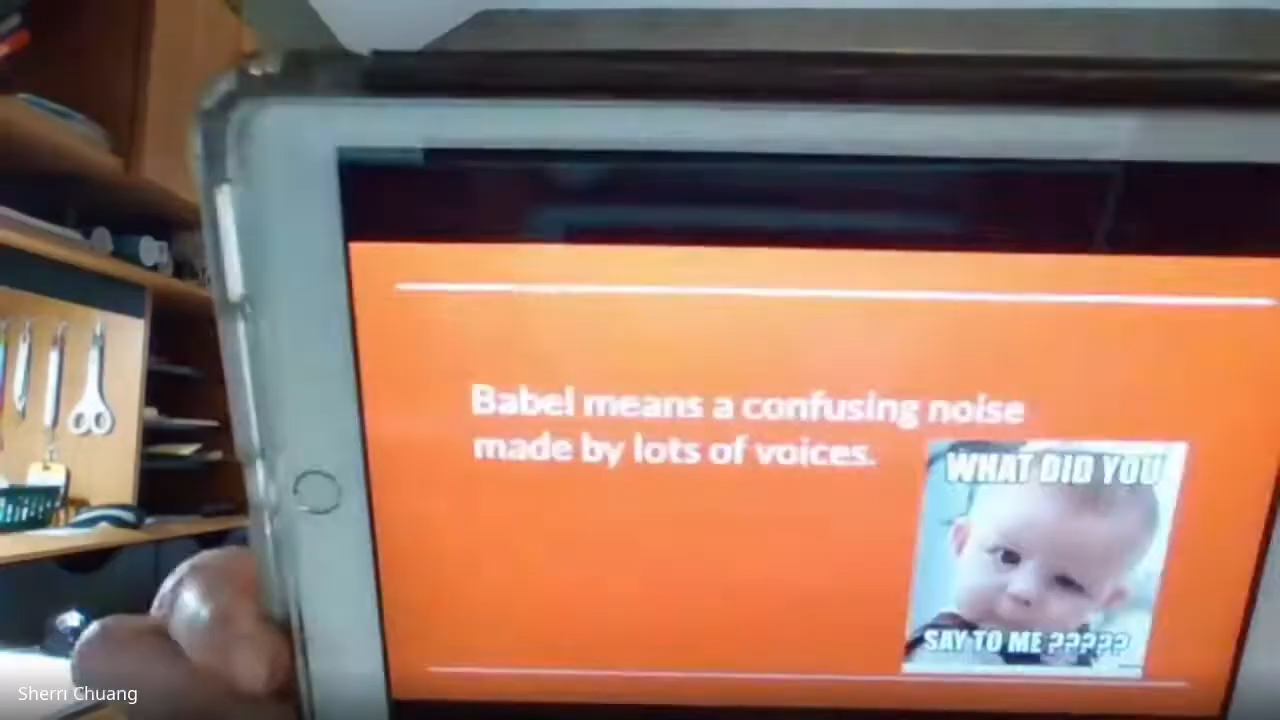 Babel means a confusing noise
made by lots of voices.
WHAT DID YOU
SAY TO ME ?????
Sherri Chuang